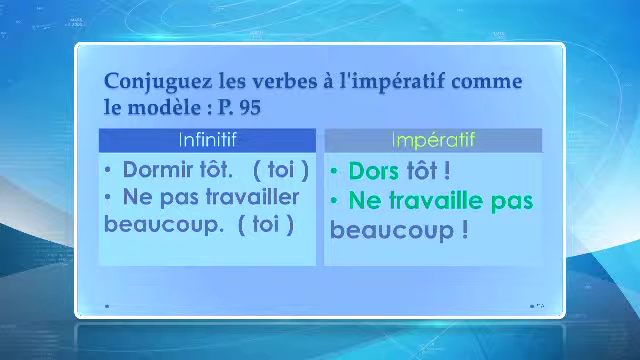 Conjuguez les verbes à l'impératif comme
le modèle : P. 95
Infinitif
Impératif
• Dormir tôt. ( toi )
• Ne pas travailler
beaucoup. ( toi )
• Dors tôt !
• Ne travaille pas
beaucoup !